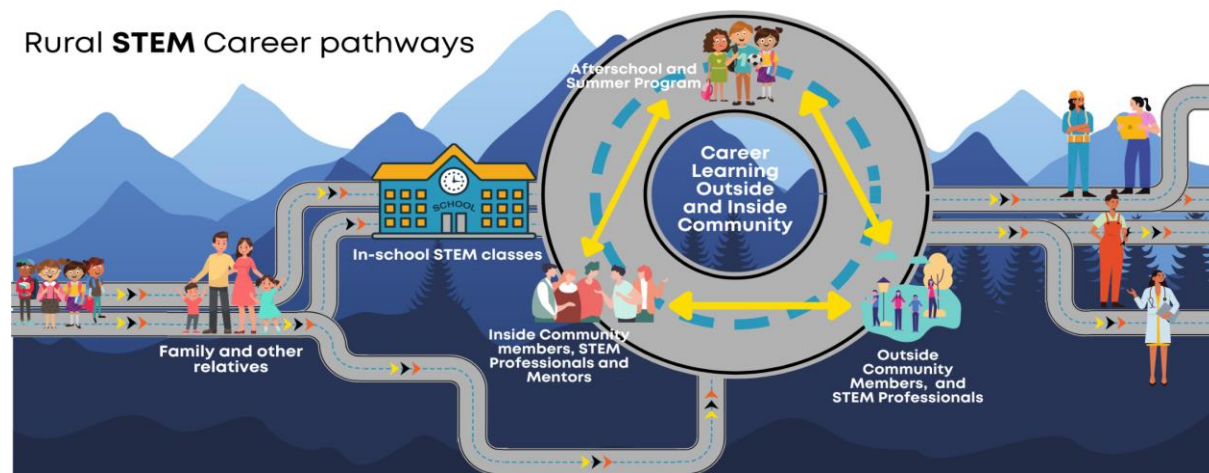 Rural STEM Career pathways
Afterschool and
Summer Program
Career
Learning
Outside
and Inside
Community
SCHOOL
In-school STEM classes
Family and other
relatives
Inside Community
members, STEM
Professionals and
Mentors
Outside
Community
Members, and
STEM Professionals